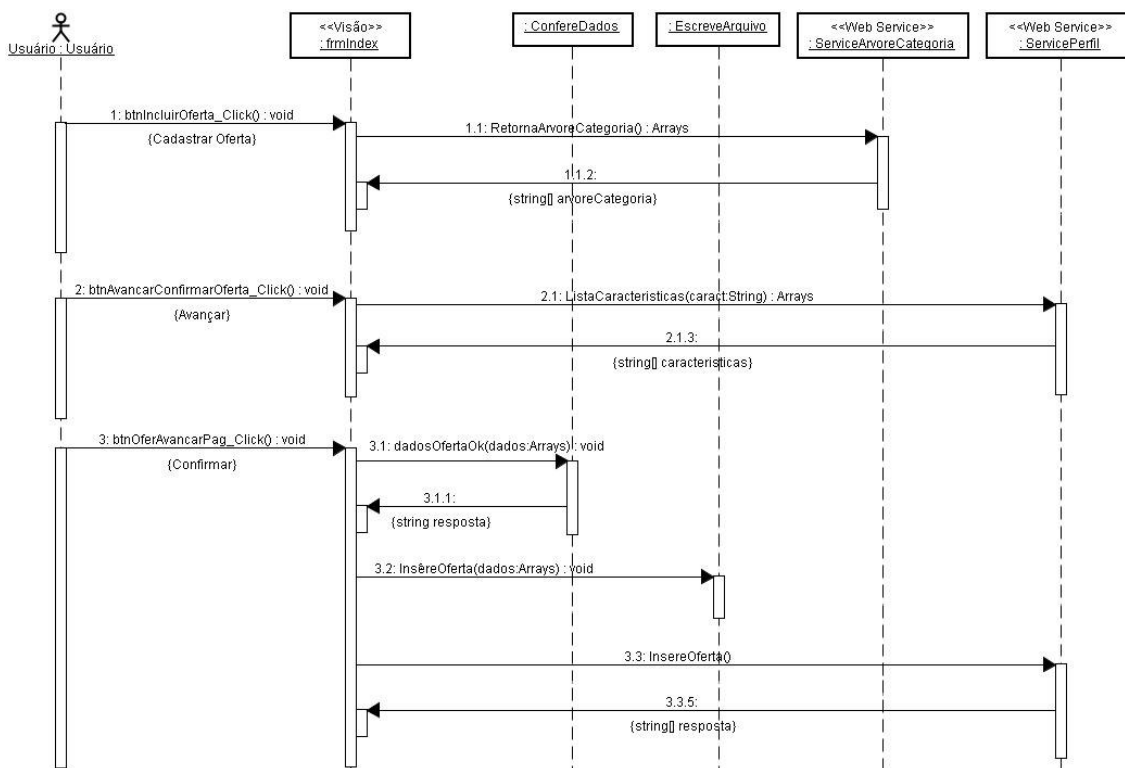 Usuário : Usuário
<<Visão>>
: frmIndex
: ConfereDados
: EscreveArquivo
<<Web Service>>
: ServiceArvoreCategoria
<<Web Service>>
: ServicePerfil
1: btnIncluirOferta_Click() : void
{Cadastrar Oferta}
1.1: RetornaArvoreCategoria() : Arrays
1.1.2:
{string[] arvoreCategoria}
2: btnAvancarConfirmarOferta_Click() : void
{Avançar}
2.1: ListaCaracteristicas(caract:String) : Arrays
2.1.3:
{string[] caracteristicas}
3: btnOferAvancarPag_Click() : void
{Confirmar}
3.1: dadosOfertaOk(dados:Arrays) : void
3.1.1:
{string resposta}
3.2: InsereOferta(dados:Arrays) : void
3.3: InsereOferta()
3.3.5:
{string[] resposta}